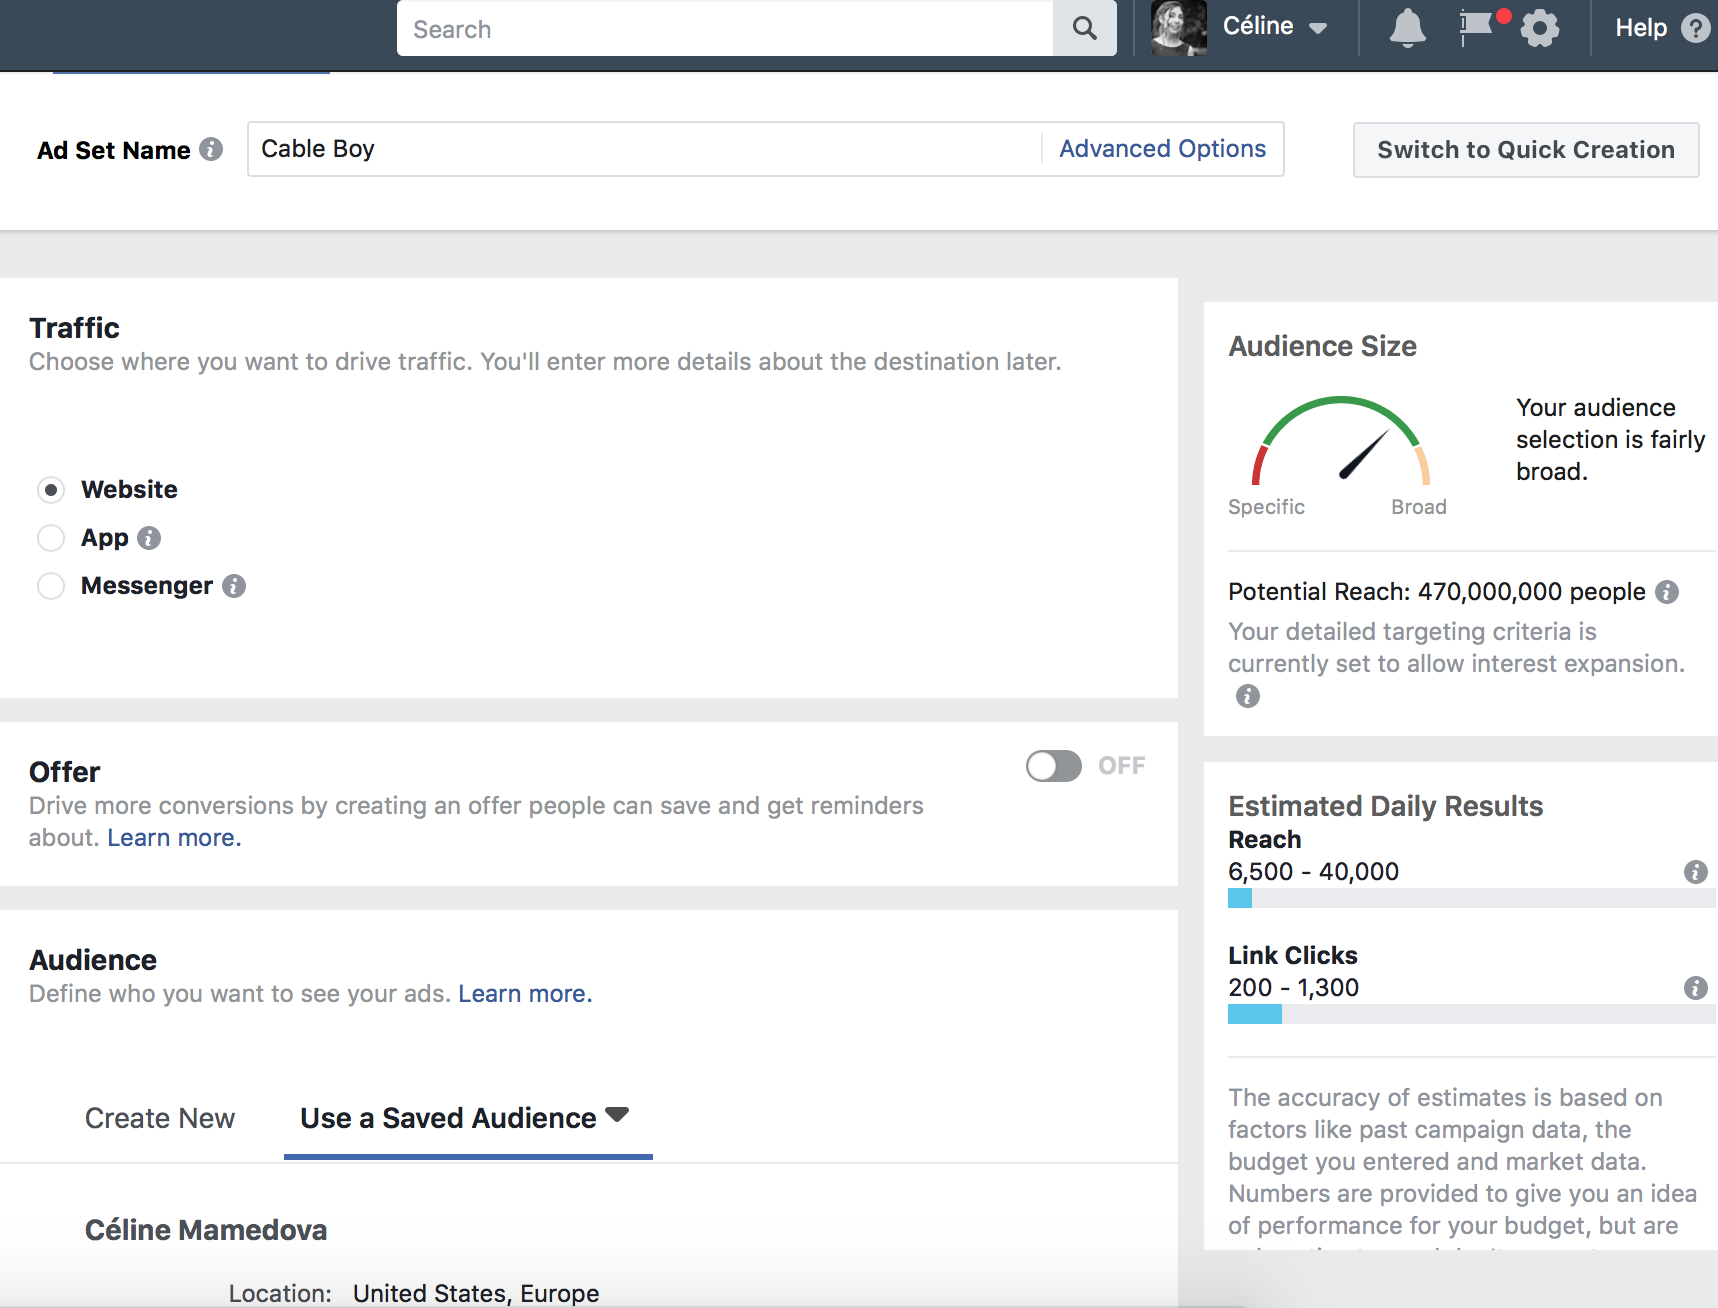 Search
Céline
Help
Ad Set Name
Cable Boy
Advanced Options
Switch to Quick Creation
Traffic
Choose where you want to drive traffic. You'll enter more details about the destination later.
Website
App
Messenger
Offer
OFF
Drive more conversions by creating an offer people can save and get reminders
about. Learn more.
Audience
Define who you want to see your ads. Learn more.
Create New
Use a Saved Audience
Céline Mamedova
Location: United States, Europe
Audience Size
Your audience
selection is fairly
broad.
Specific
Broad
Potential Reach: 470,000,000 people
Your detailed targeting criteria is
currently set to allow interest expansion.
Estimated Daily Results
Reach
6,500 - 40,000
Link Clicks
200 - 1,300
The accuracy of estimates is based on
factors like past campaign data, the
budget you entered and market data.
Numbers are provided to give you an idea
of performance for your budget, but are